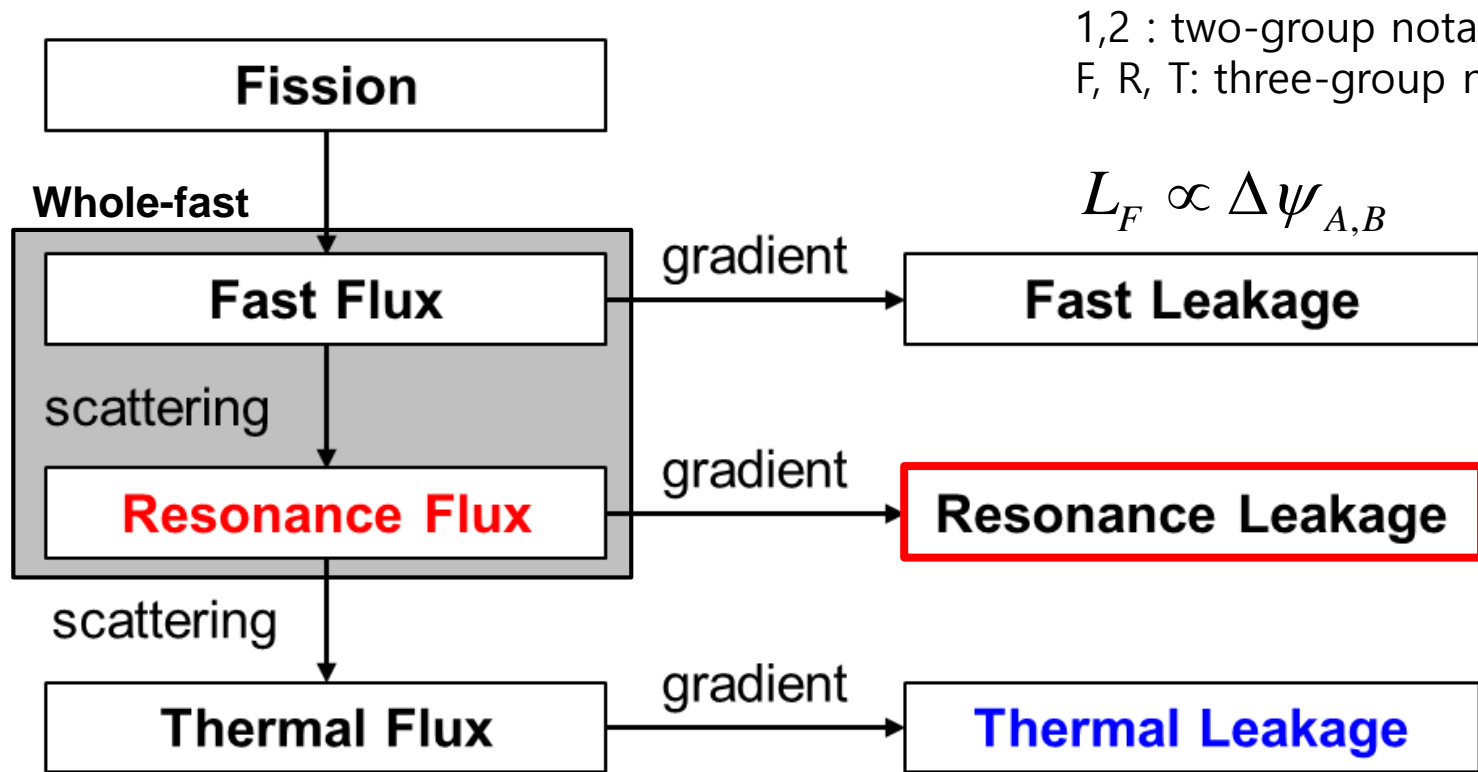 1,2 : two-group nota
F, R, T: three-group
Fission
Whole-fast
L_F ∝ Δψ_{A,B}
gradient
Fast Flux
Fast Leakage
scattering
gradient
Resonance Flux
Resonance Leakage
scattering
gradient
Thermal Flux
Thermal Leakage